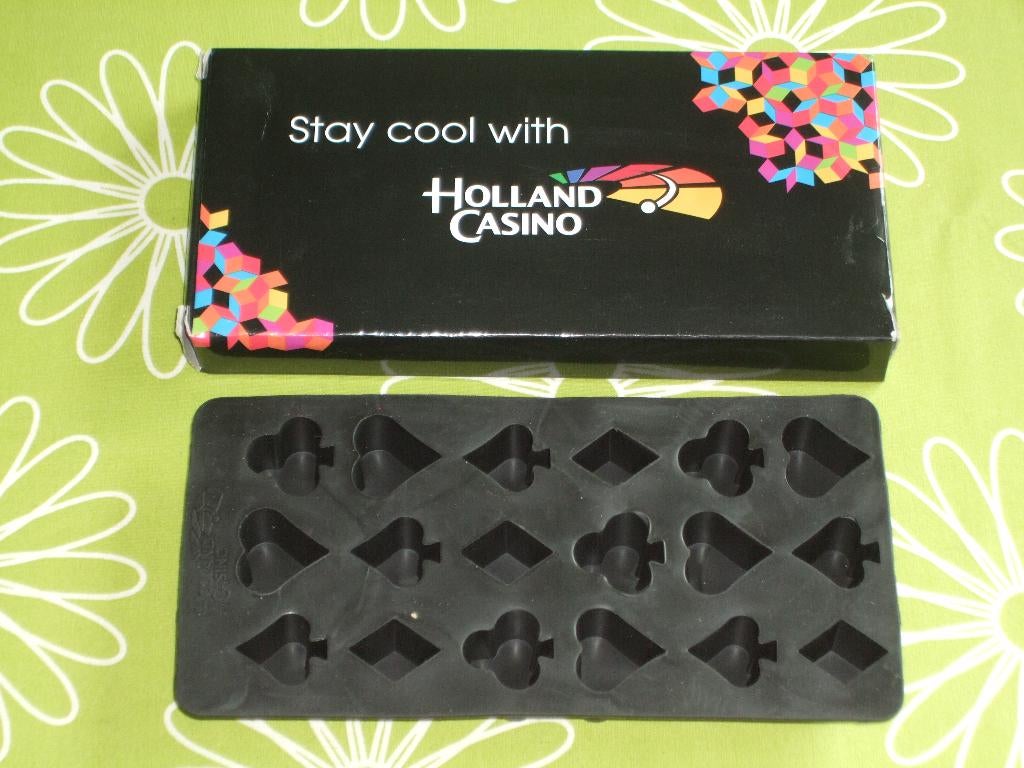 Stay cool with
HOLLAND
CASINO